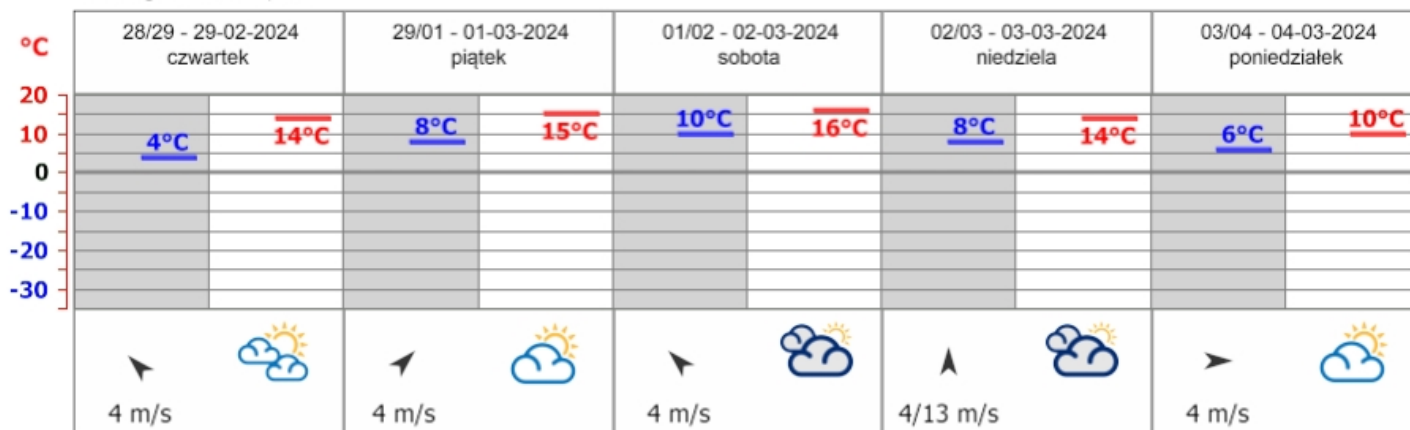 °C
28/29 - 29-02-2024
czwartek
29/01 - 01-03-2024
piątek
01/02 - 02-03-2024
sobota
02/03 - 03-03-2024
niedziela
03/04 - 04-03-2024
poniedziałek
20
10
0
-10
-20
-30
4°C
14°C
8°C
15°C
10°C
16°C
8°C
14°C
6°C
10°C
4 m/s
4 m/s
4 m/s
4/13 m/s
4 m/s